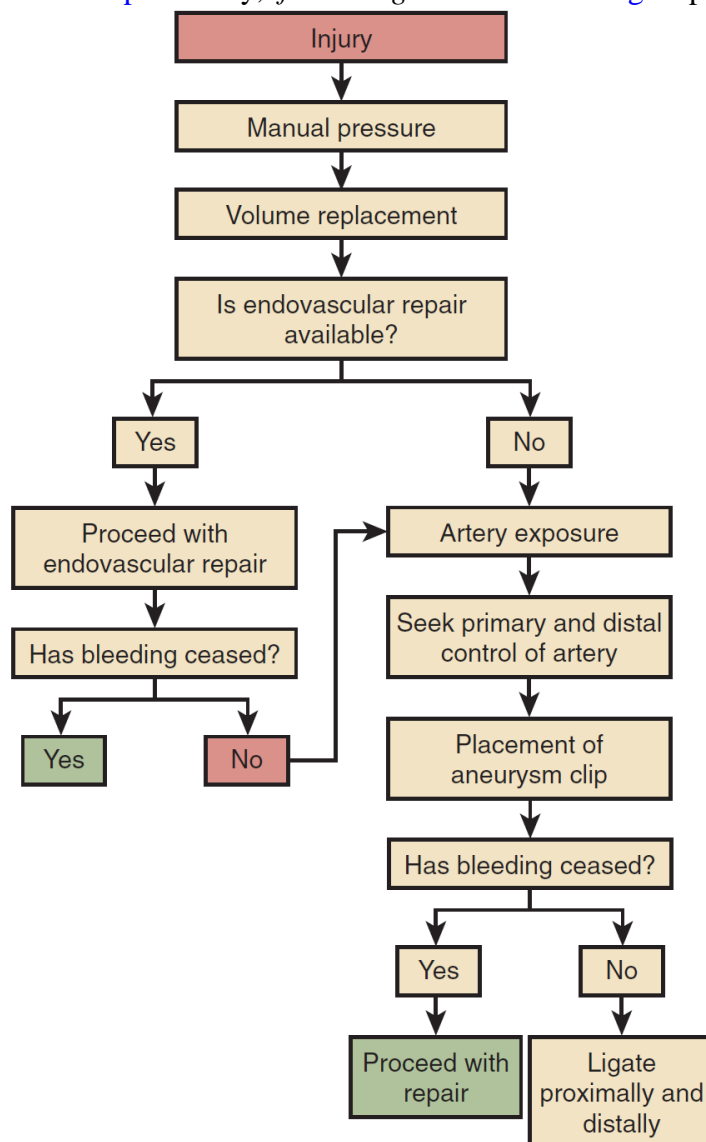 Injury
Manual pressure
Volume replacement
Is endovascular repair
available?
Yes
No
Proceed with
endovascular repair
Artery exposure
Has bleeding ceased?
Seek primary and distal
control of artery
Yes
No
Placement of
aneurysm clip
Has bleeding ceased?
Yes
No
Proceed with
repair
Ligate
proximally and
distally